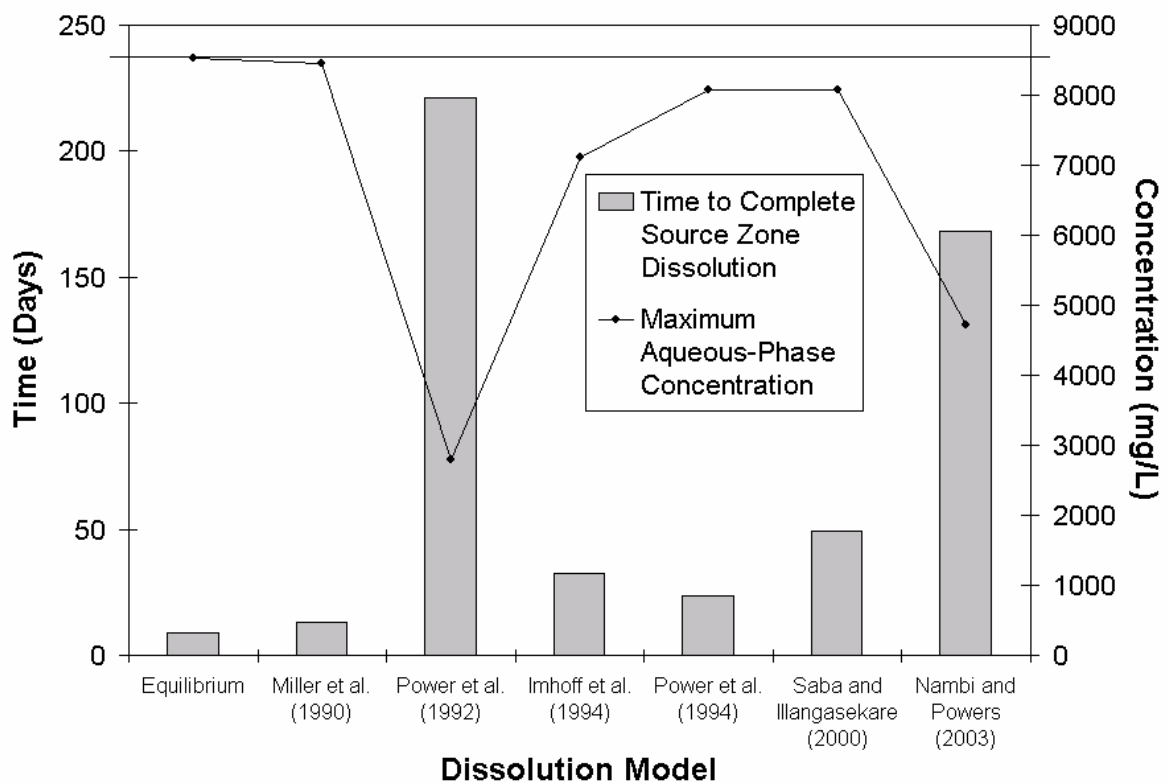 250
200
150
100
50
0
Time (Days)
9000
8000
7000
6000
5000
4000
3000
2000
1000
0
Concentration (mg/L)
Time to Complete
Source Zone
Dissolution
Maximum
Aqueous-Phase
Concentration
Equilibrium
Miller et al.
(1990)
Power et al.
(1992)
Imhoff et al.
(1994)
Power et al.
(1994)
Saba and
Illangasekare
(2000)
Nambi and
Powers
(2003)
Dissolution Model